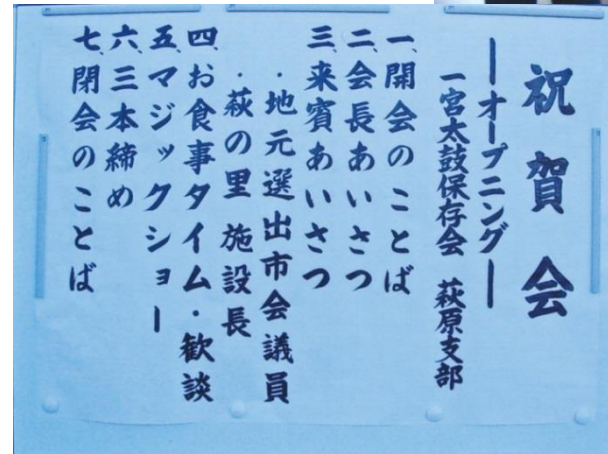 祝賀会
―オープニング―
一宮太鼓保存会 萩原支部
一、開会のことば
二、会長あいさつ
三、来賓あいさつ
・地元選出市会議員
・萩の里 施設長
四、お食事タイム・歓談
五、マジックショー
六、三本締め
七、閉会のことば